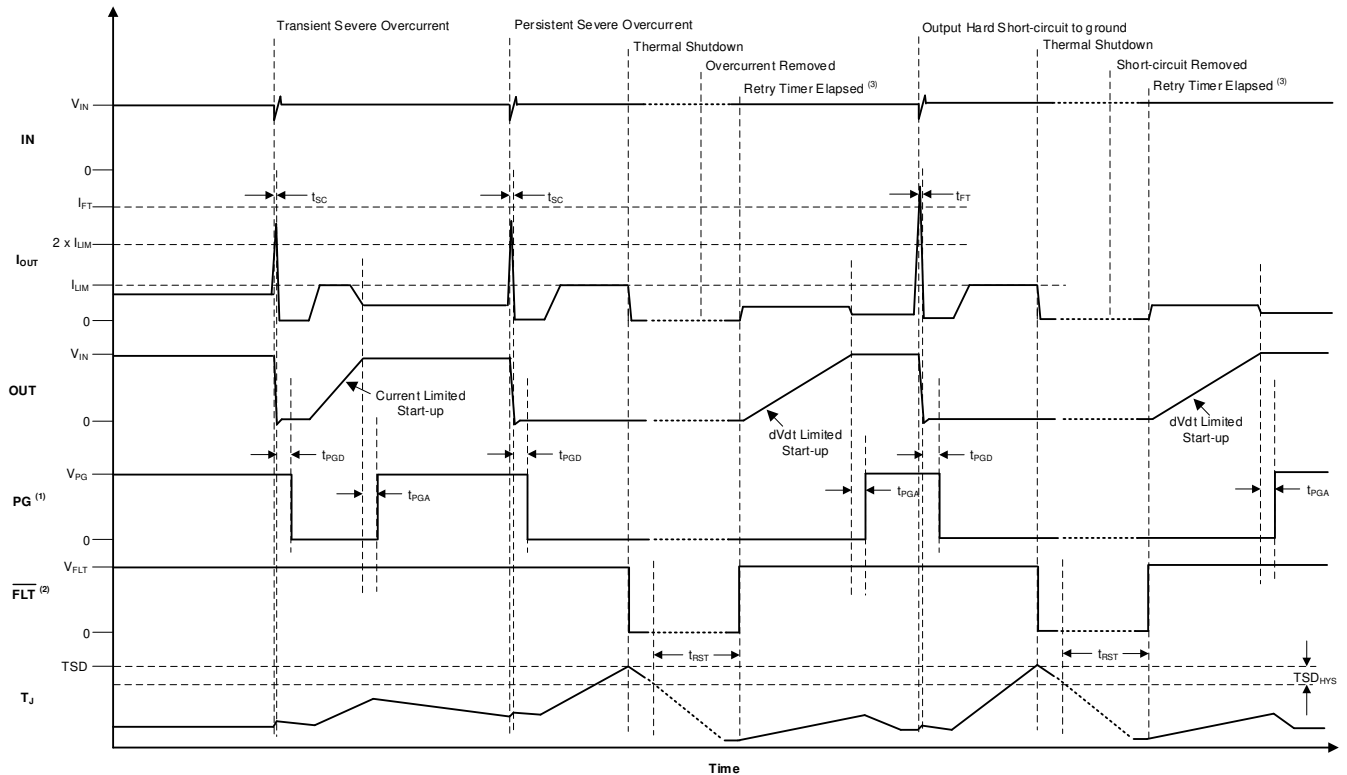 Transient Severe Overcurrent
Persistent Severe Overcurrent
Thermal Shutdown
Overcurrent Removed
Retry Timer Elapsed (3)
Output Hard Short-circuit to ground
Thermal Shutdown
Short-circuit Removed
Retry Timer Elapsed (3)
VIN
IN
0
tSC
tSC
tFT
IFT
2 x ILIM
IOUT
ILIM
0
VIN
OUT
0
Current Limited
Start-up
dVdt Limited
Start-up
dVdt Limited
Start-up
tPGD
tPGD
tPGD
VPG
PG (1)
tPGA
tPGA
tPGA
0
VFLT
FLT (2)
0
tRST
tRST
TSD
TSDHYS
TJ
Time